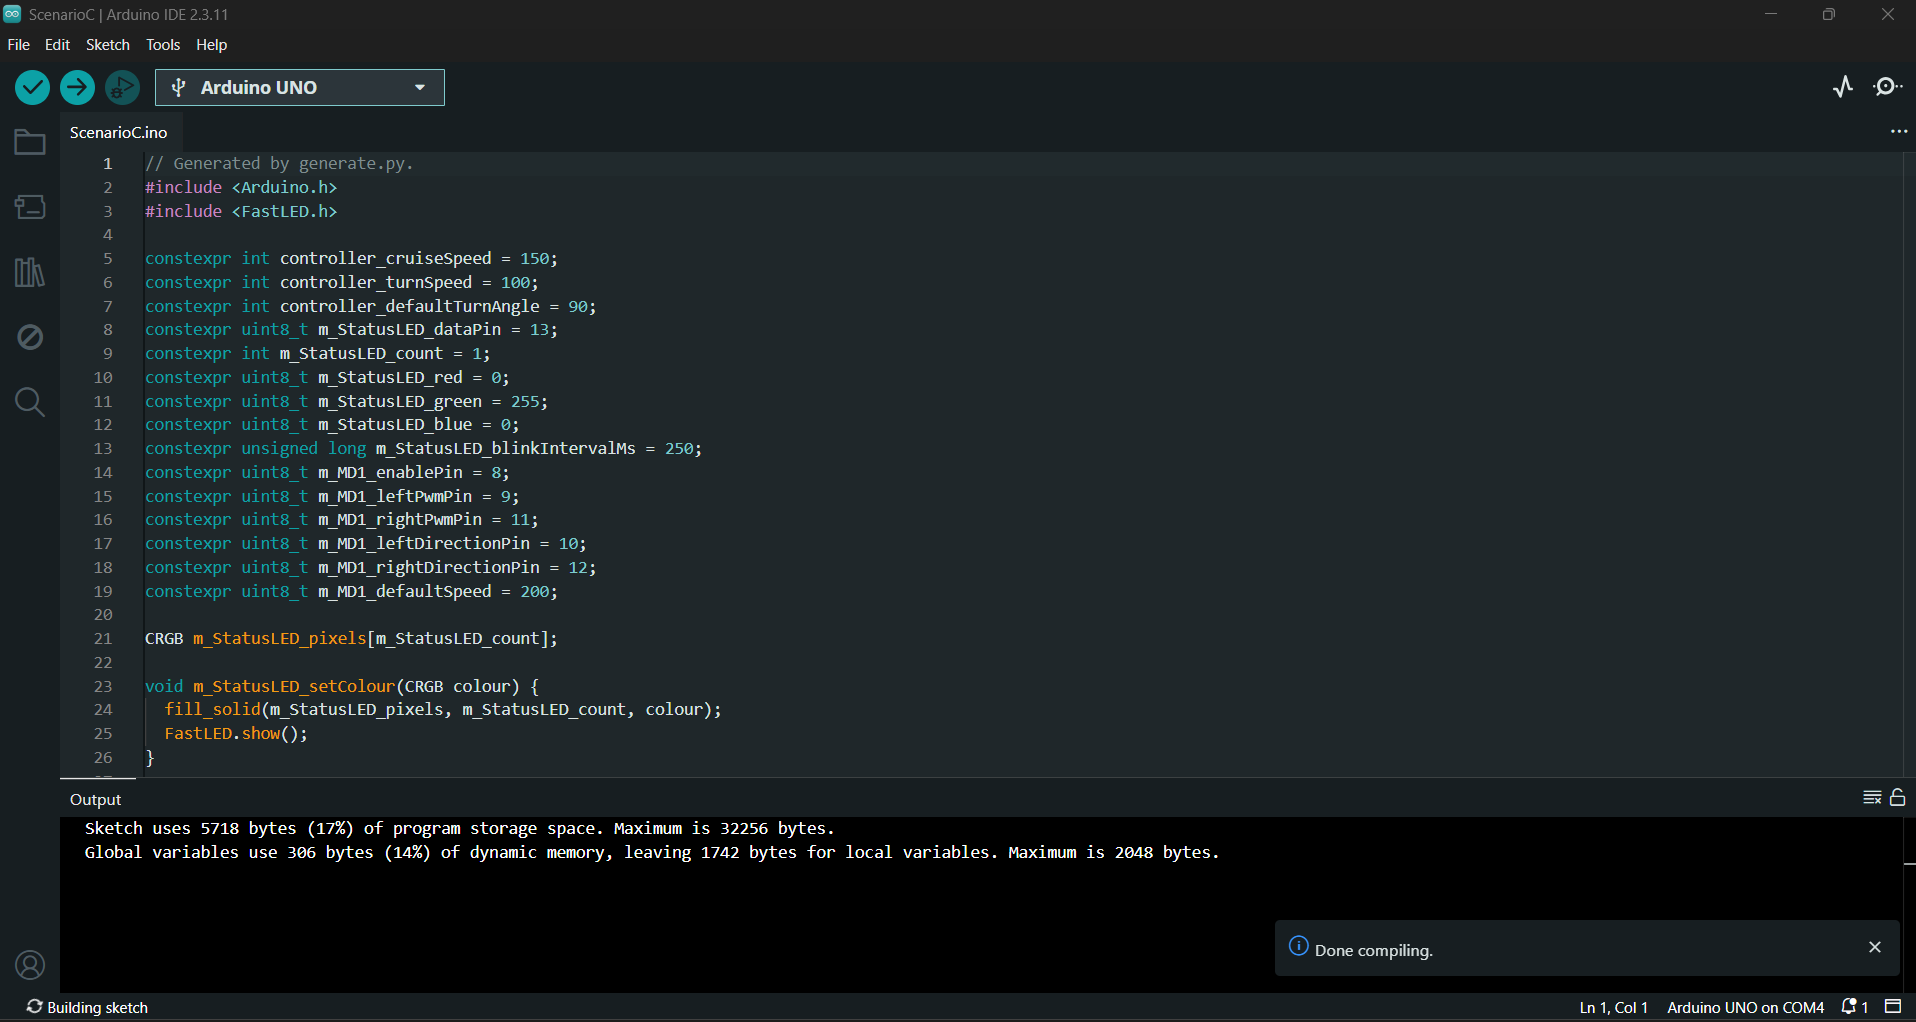 ScenarioC | Arduino IDE 2.3.11
File Edit Sketch Tools Help
Arduino UNO
ScenarioC.ino
1 // Generated by generate.py.
2 #include <Arduino.h>
3 #include <FastLED.h>
4
5 constexpr int controller_cruiseSpeed = 150;
6 constexpr int controller_turnSpeed = 100;
7 constexpr int controller_defaultTurnAngle = 90;
8 constexpr uint8_t m_StatusLED_dataPin = 13;
9 constexpr int m_StatusLED_count = 1;
10 constexpr uint8_t m_StatusLED_red = 0;
11 constexpr uint8_t m_StatusLED_green = 255;
12 constexpr uint8_t m_StatusLED_blue = 0;
13 constexpr unsigned long m_StatusLED_blinkIntervalMs = 250;
14 constexpr uint8_t m_MD1_enablePin = 8;
15 constexpr uint8_t m_MD1_leftPwmPin = 9;
16 constexpr uint8_t m_MD1_rightPwmPin = 11;
17 constexpr uint8_t m_MD1_leftDirectionPin = 10;
18 constexpr uint8_t m_MD1_rightDirectionPin = 12;
19 constexpr uint8_t m_MD1_defaultSpeed = 200;
20
21 CRGB m_StatusLED_pixels[m_StatusLED_count];
22
23 void m_StatusLED_setColour(CRGB colour) {
24 fill_solid(m_StatusLED_pixels, m_StatusLED_count, colour);
25 FastLED.show();
26 }
Output
Sketch uses 5718 bytes (17%) of program storage space. Maximum is 32256 bytes.
Global variables use 306 bytes (14%) of dynamic memory, leaving 1742 bytes for local variables. Maximum is 2048 bytes.
Done compiling.
Building sketch
Ln 1, Col 1 Arduino UNO on COM4 1